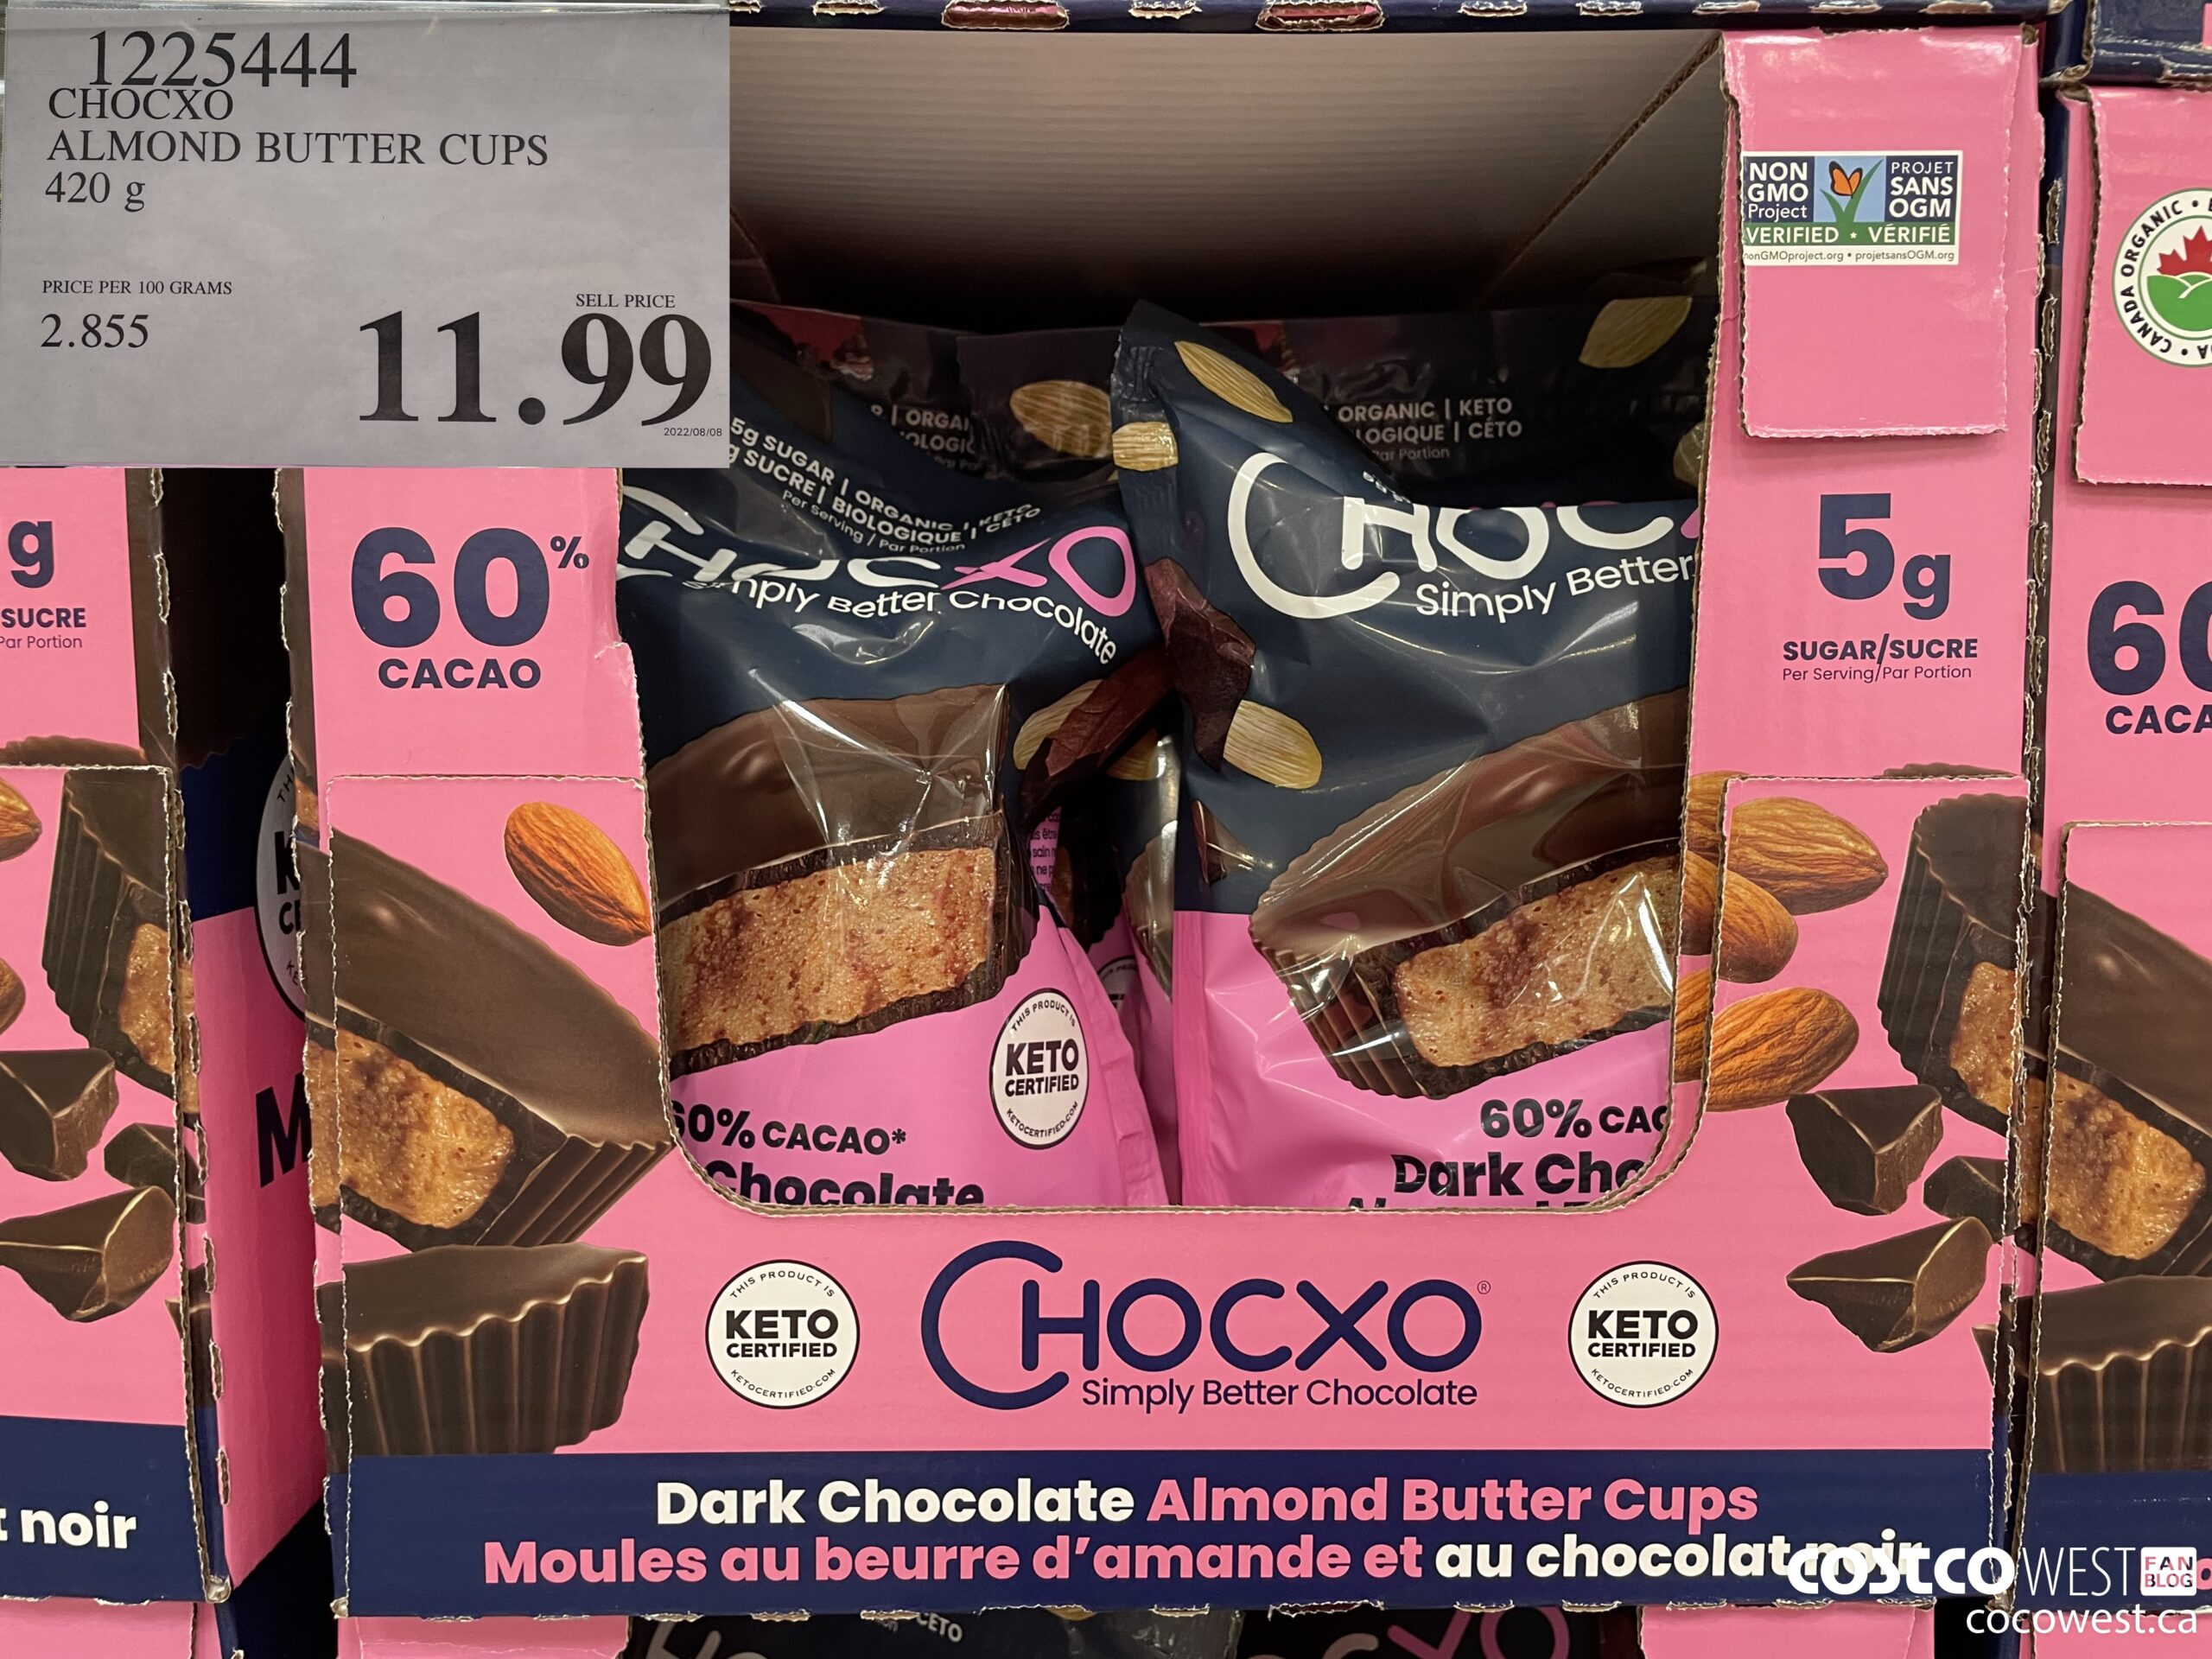 1225444
CHOCXO
ALMOND BUTTER CUPS
420 g
PRICE PER 100 GRAMS
2.855
SELL PRICE
11.99
2022/08/08
NON GMO Project
PROJET SANS OGM
VERIFIED • VÉRIFIÉ
nonGMOproject.org • projetsansOGM.org
CANADA ORGANIC •
ORGANIC | KETO
LOGIQUE | CÉTO
Par Portion
5g SUGAR | ORGANIC | KETO
g SUCRE | BIOLOGIQUE | CÉTO
Per Serving / Par Portion
CHOCXO
Simply Better Chocolate
CHOC
Simply Better
g
SUCRE
Par Portion
60%
CACAO
5g
SUGAR/SUCRE
Per Serving/Par Portion
60
CACA
THIS PRODUCT IS
KETO
CERTIFIED
KETOCERTIFIED.COM
60% CACAO*
Chocolate
60% CAC
Dark Cho
THIS PRODUCT IS
KETO
CERTIFIED
KETOCERTIFIED.COM
CHOCXO®
Simply Better Chocolate
THIS PRODUCT IS
KETO
CERTIFIED
KETOCERTIFIED.COM
t noir
Dark Chocolate Almond Butter Cups
Moules au beurre d'amande et au chocolat noir
COSTCO WEST FAN BLOG
cocowest.ca
CÉTO